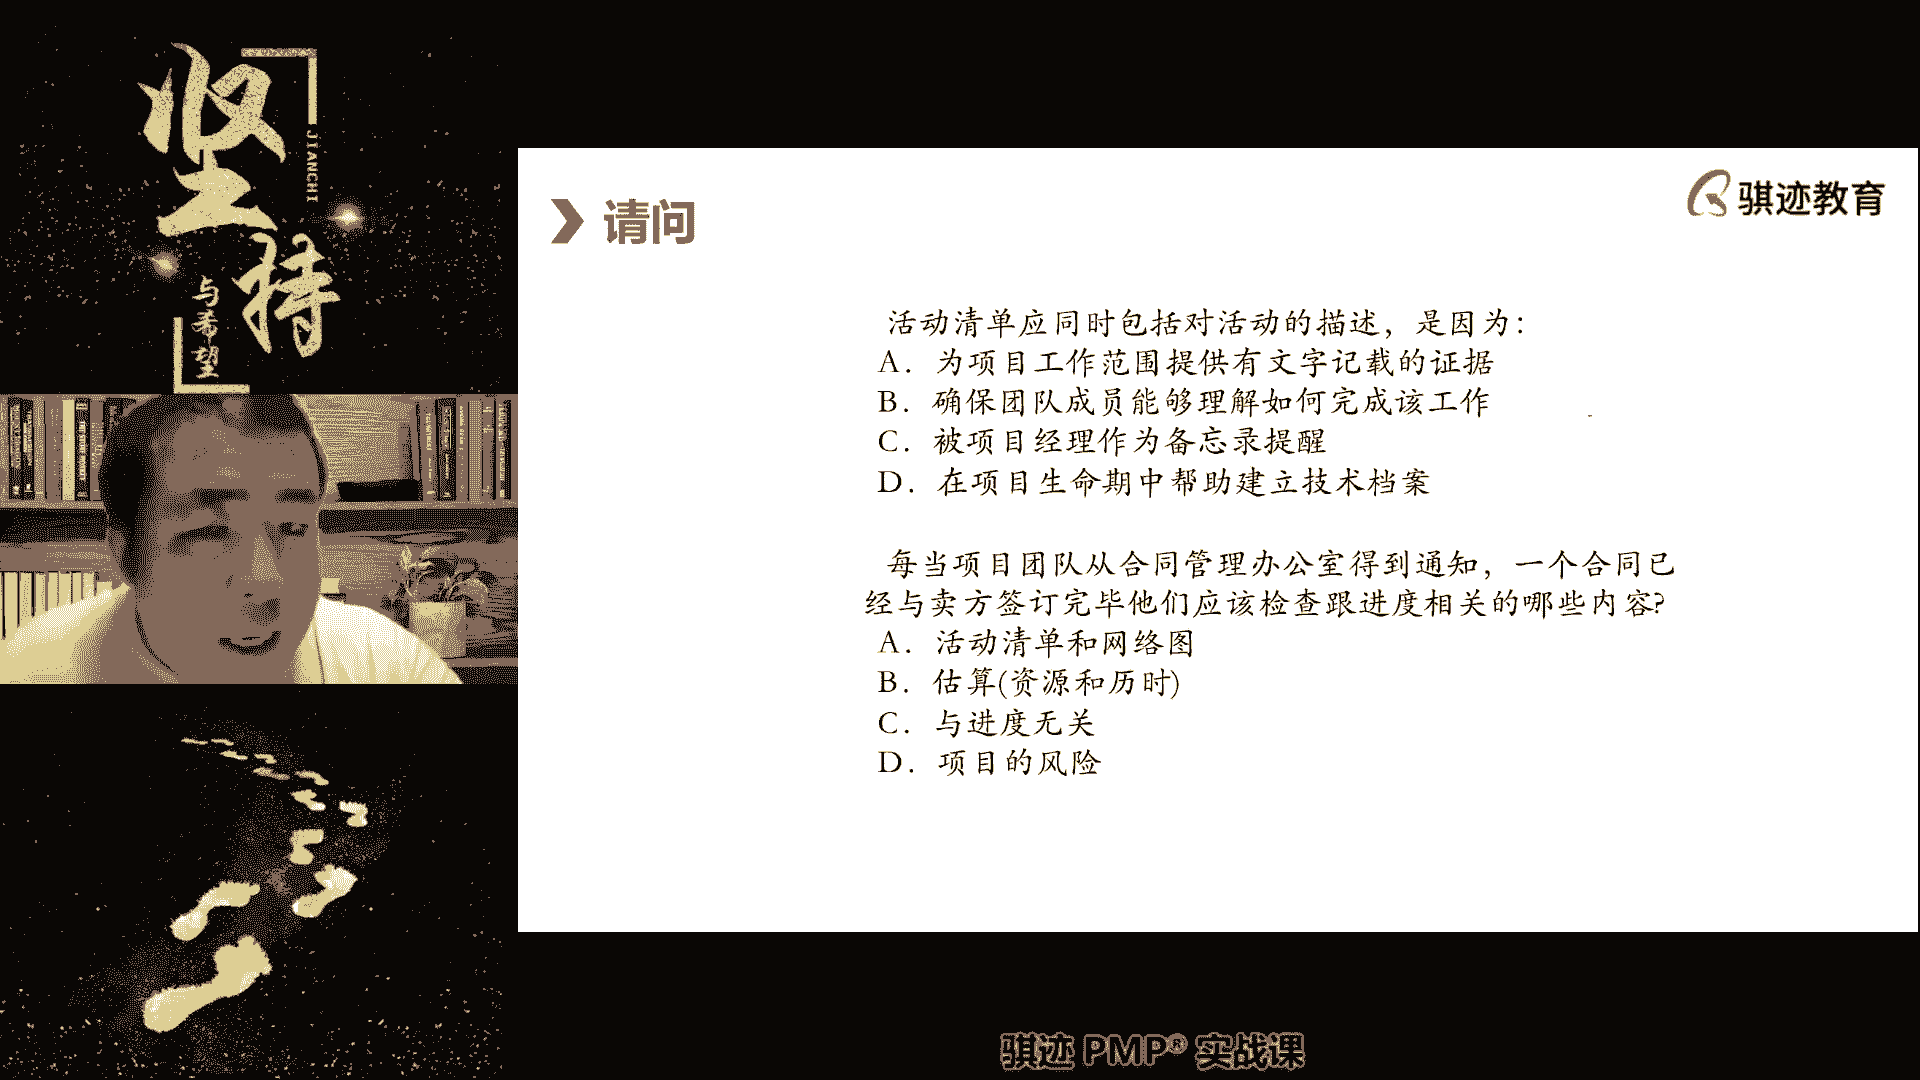 坚持
JIANCHI
与希望
骐迹教育
请问
活动清单应同时包括对活动的描述，是因为：
A．为项目工作范围提供有文字记载的证据
B．确保团队成员能够理解如何完成该工作
C．被项目经理作为备忘录提醒
D．在项目生命期中帮助建立技术档案
每当项目团队从合同管理办公室得到通知，一个合同已
经与卖方签订完毕他们应该检查跟进度相关的哪些内容?
A．活动清单和网络图
B．估算(资源和历时)
C．与进度无关
D．项目的风险
骐迹 PMP® 实战课